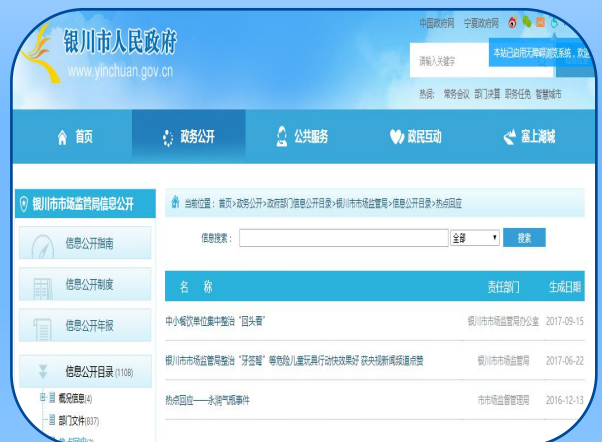 中国政府网 宁夏政府网
银川市人民政府
www.yinchuan.gov.cn
请输入关键字
本站已启用无障碍浏览系统，欢
热词: 常务会议 部门决算 职务任免 智慧城市
首页 政务公开 公共服务 政民互动 塞上湖城
银川市市场监管局信息公开
当前位置：首页>政务公开>政府部门信息公开目录>银川市市场监管局>信息公开目录>热点回应
信息公开指南
信息搜索： 全部 搜索
信息公开制度
名 称 责任部门 生成日期
信息公开年报
中小餐饮单位集中整治“回头看” 银川市市场监管局办公室 2017-09-15
银川市市场监管局整治“牙签弩”等危险儿童玩具行动快效果好 获央视新闻频道点赞 银川市市场监管局 2017-06-22
信息公开目录(1108)
概况信息(4)
热点回应——永润气瓶事件 市市场监督管理局 2016-12-13
部门文件(837)